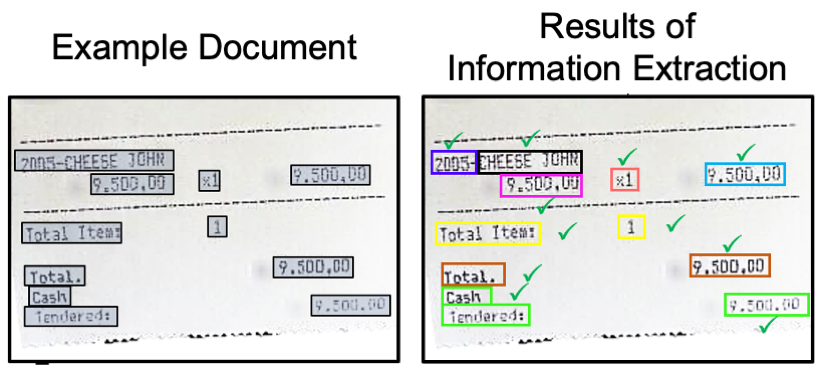 Example Document
Results of
Information Extraction
2005-CHEESE JOHN
9.500,00 x1 9.500,00
Total Item: 1
Total. 9.500,00
Cash
Tendered: 9.500.00
2005-CHEESE JOHN
9.500,00 x1 9.500,00
Total Item: 1
Total. 9.500,00
Cash
Tendered: 9.500.00